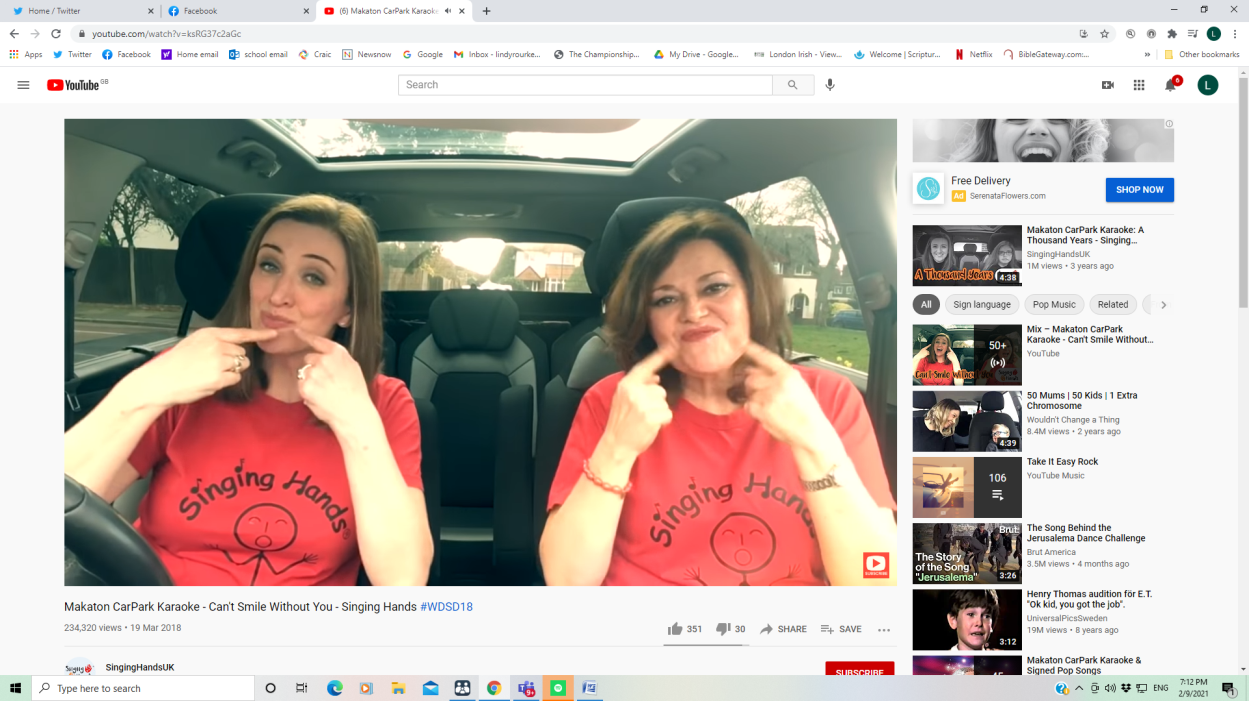 Home / Twitter
Facebook
(6) Makaton CarPark Karaok
youtube.com/watch?v=ksRG37c2aGc
L
Apps
Twitter
Facebook
Home email
school email
Craic
Newsnow
Google
Inbox - lindyrourke...
The Championship...
My Drive - Google...
London Irish - View...
Welcome | Scriptur...
Netflix
BibleGateway.com:...
»
Other bookmarks
YouTube GB
Search
6
L
Singing Hands
Singing Hands
SUBSCRIBE
Makaton CarPark Karaoke - Can't Smile Without You - Singing Hands #WDSD18
234,320 views • 19 Mar 2018
351
30
SHARE
SAVE
Singing
SingingHandsUK
SUBSCRIBE
Free Delivery
Ad SerenataFlowers.com
SHOP NOW
A Thousand Years
4:38
Makaton CarPark Karaoke: A
Thousand Years - Singing...
SingingHandsUK
1M views • 3 years ago
All
Sign language
Pop Music
Related
Can't Smile Without
50+
Mix – Makaton CarPark
Karaoke - Can't Smile Without...
YouTube
4:39
50 Mums | 50 Kids | 1 Extra
Chromosome
Wouldn't Change a Thing
8.4M views • 2 years ago
106
Take It Easy Rock
YouTube Music
Brut.
The Story
of the Song
"Jerusalema"
3:26
The Song Behind the
Jerusalema Dance Challenge
Brut America
3.5M views • 4 months ago
3:12
Henry Thomas audition för E.T.
"Ok kid, you got the job".
UniversalPicsSweden
19M views • 8 years ago
Makaton CarPark Karaoke &
Signed Pop Songs
Type here to search
9+
ENG
7:12 PM
2/9/2021
1